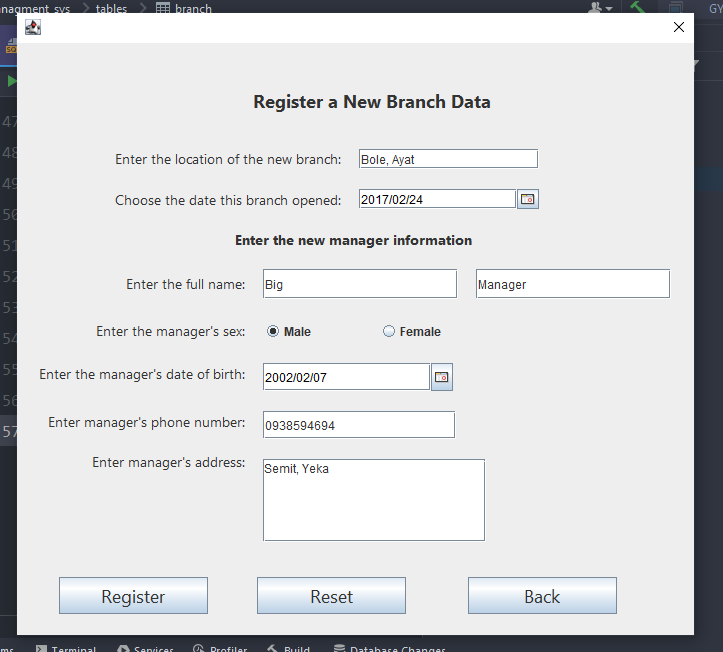 managment_sys tables branch GY
Register a New Branch Data
47
48
49
50
51
52
53
54
55
56
57
Enter the location of the new branch: Bole, Ayat
Choose the date this branch opened: 2017/02/24
Enter the new manager information
Enter the full name: Big Manager
Enter the manager's sex: Male Female
Enter the manager's date of birth: 2002/02/07
Enter manager's phone number: 0938594694
Enter manager's address: Semit, Yeka
Register Reset Back
Terminal Services Profiler Build Database Changes